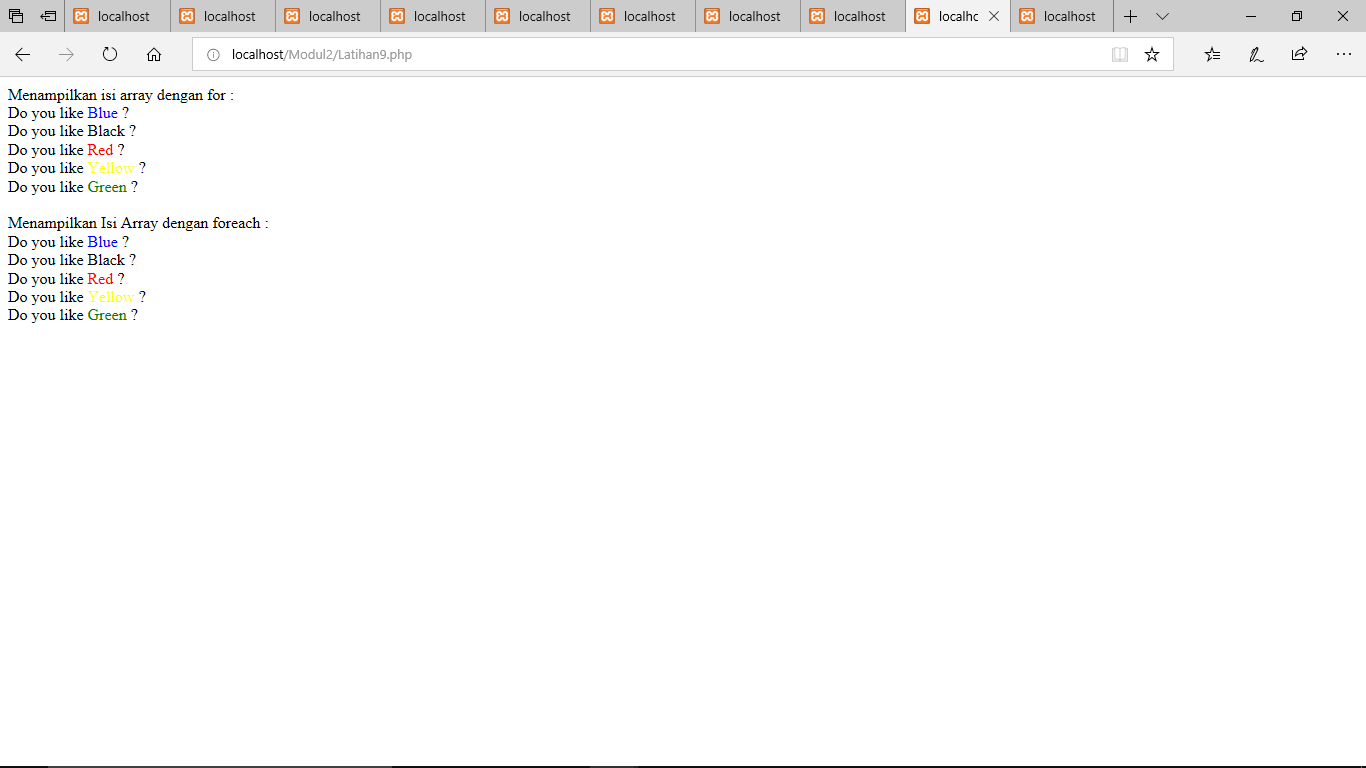 localhost
localhost
localhost
localhost
localhost
localhost
localhost
localhost
localhc
localhost
localhost/Modul2/Latihan9.php
Menampilkan isi array dengan for :
Do you like Blue ?
Do you like Black ?
Do you like Red ?
Do you like Yellow ?
Do you like Green ?
Menampilkan Isi Array dengan foreach :
Do you like Blue ?
Do you like Black ?
Do you like Red ?
Do you like Yellow ?
Do you like Green ?